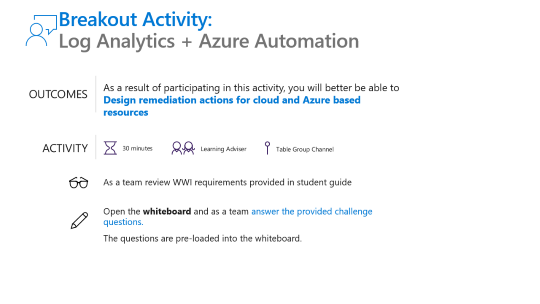 Breakout Activity:
Log Analytics + Azure Automation
OUTCOMES
As a result of participating in this activity, you will better be able to
Design remediation actions for cloud and Azure based
resources
ACTIVITY
30 minutes
Learning Adviser
Table Group Channel
As a team review WWI requirements provided in student guide
Open the whiteboard and as a team answer the provided challenge
questions.
The questions are pre-loaded into the whiteboard.